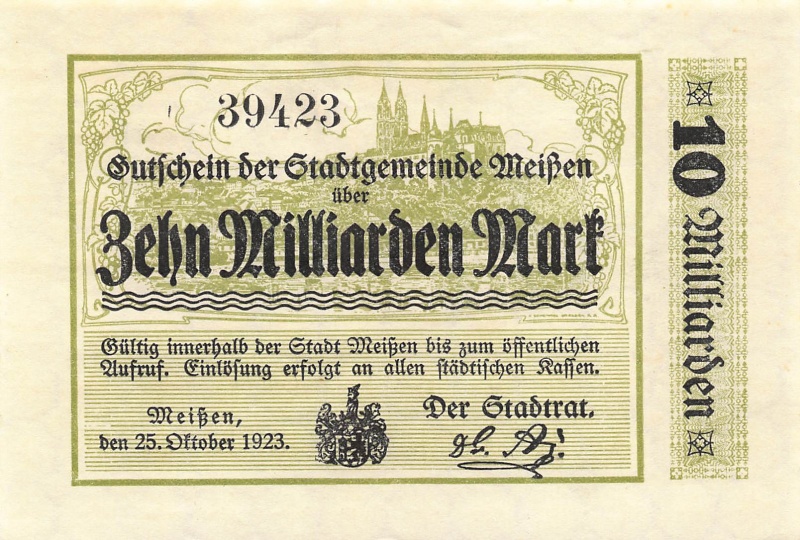 39423
Gutschein der Stadtgemeinde Meißen
über
Zehn Milliarden Mark
Gültig innerhalb der Stadt Meißen bis zum öffentlichen
Aufruf. Einlösung erfolgt an allen städtischen Kassen.
Meißen,
den 25. Oktober 1923.
Der Stadtrat.
10 Milliarden